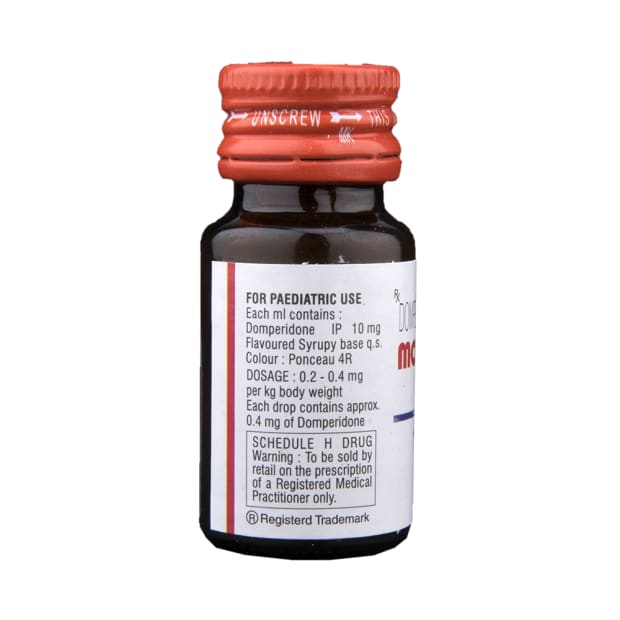 UNSCREW THIS
MK
FOR PAEDIATRIC USE
Each ml contains :
Domperidone IP 10 mg
Flavoured Syrupy base q.s.
Colour : Ponceau 4R
DOSAGE : 0.2 - 0.4 mg
per kg body weight
Each drop contains approx.
0.4 mg of Domperidone
SCHEDULE H DRUG
Warning : To be sold by
retail on the prescription
of a Registered Medical
Practitioner only.
® Registerd Trademark
Rx